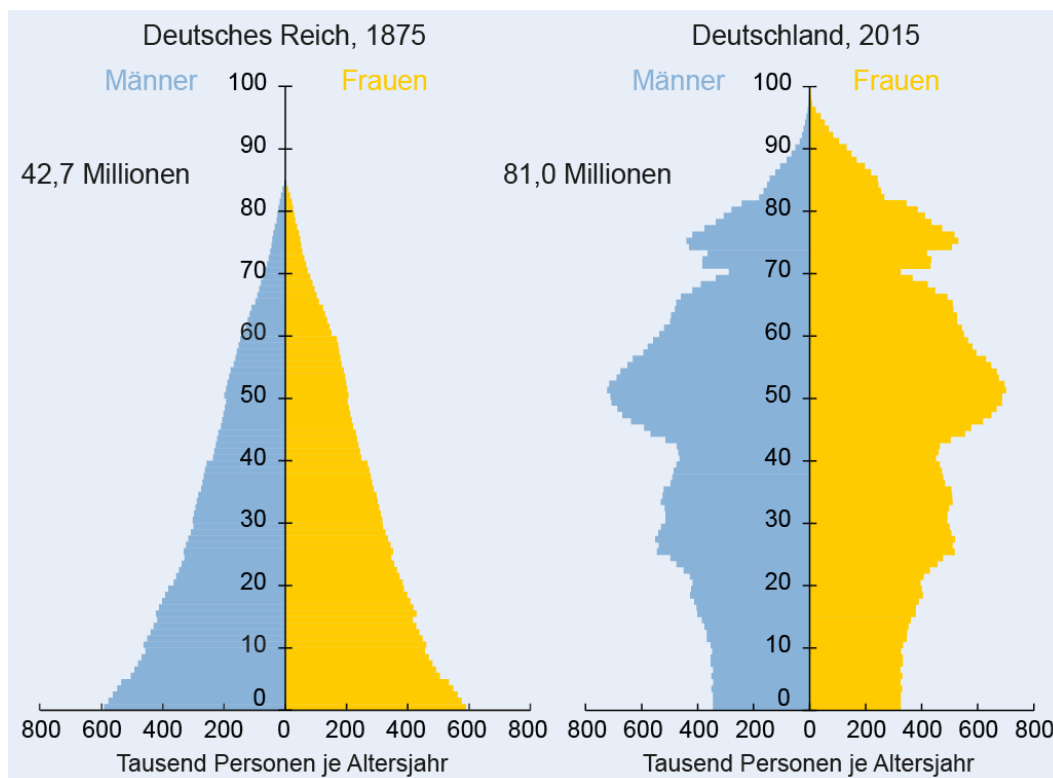 Deutsches Reich, 1875
Männer
Frauen
42,7 Millionen
100
90
80
70
60
50
40
30
20
10
0
800 600 400 200 0 200 400 600 800
Tausend Personen je Altersjahr
Deutschland, 2015
Männer
Frauen
81,0 Millionen
100
90
80
70
60
50
40
30
20
10
0
800 600 400 200 0 200 400 600 800
Tausend Personen je Altersjahr